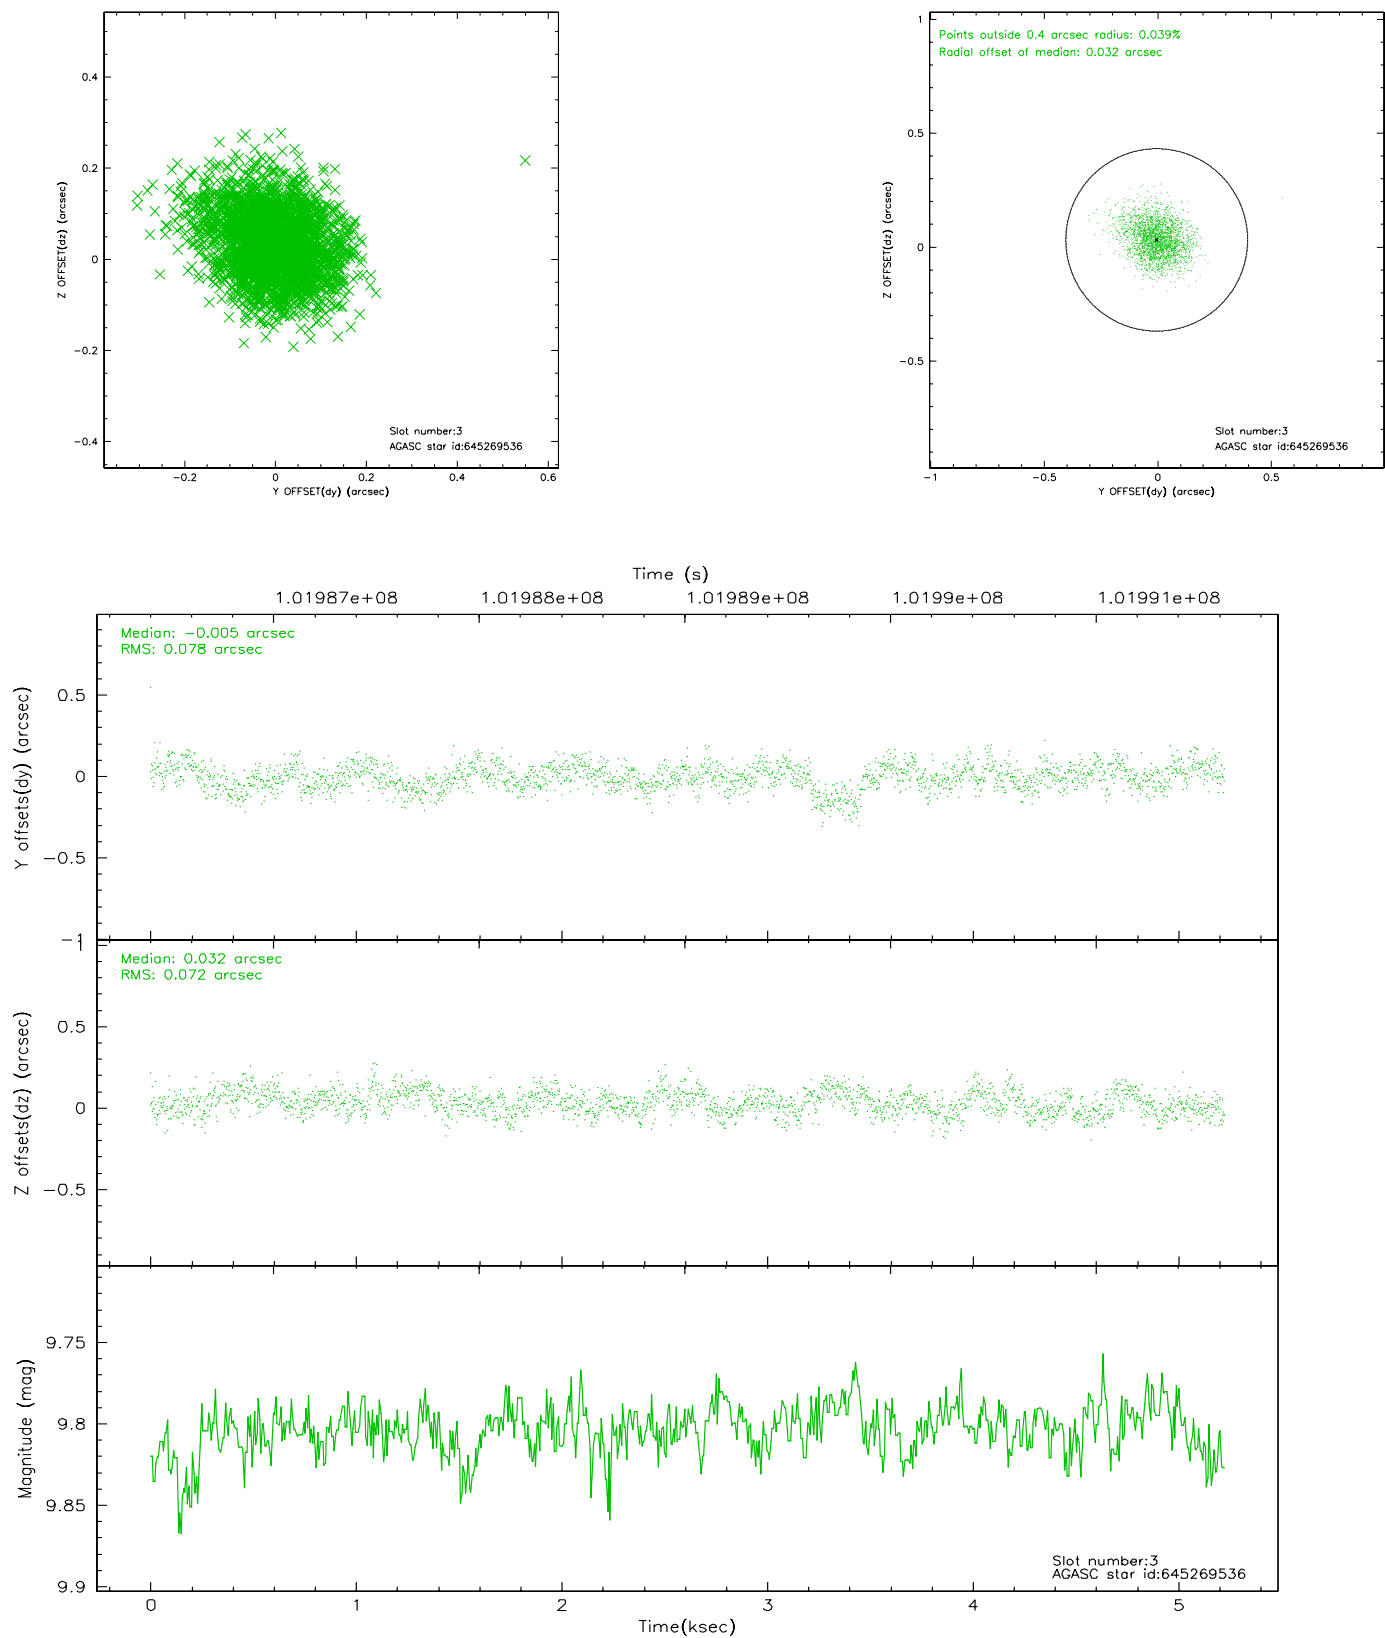 0.4
0.2
0
−0.2
−0.4
Z OFFSET(dz) (arcsec)
Slot number:3
AGASC star id:645269536
−0.2 0 0.2 0.4 0.6
Y OFFSET(dy) (arcsec)
Points outside 0.4 arcsec radius: 0.039%
Radial offset of median: 0.032 arcsec
1
0.5
0
−0.5
Z OFFSET(dz) (arcsec)
Slot number:3
AGASC star id:645269536
−1 −0.5 0 0.5
Y OFFSET(dy) (arcsec)
Time (s)
1.01987e+08 1.01988e+08 1.01989e+08 1.0199e+08 1.01991e+08
Median: −0.005 arcsec
RMS: 0.078 arcsec
0.5
0
−0.5
−1
Y offsets(dy) (arcsec)
1
Median: 0.032 arcsec
RMS: 0.072 arcsec
0.5
0
−0.5
Z offsets(dz) (arcsec)
9.75
9.8
9.85
9.9
Magnitude (mag)
Slot number:3
AGASC star id:645269536
0 1 2 3 4 5
Time(ksec)